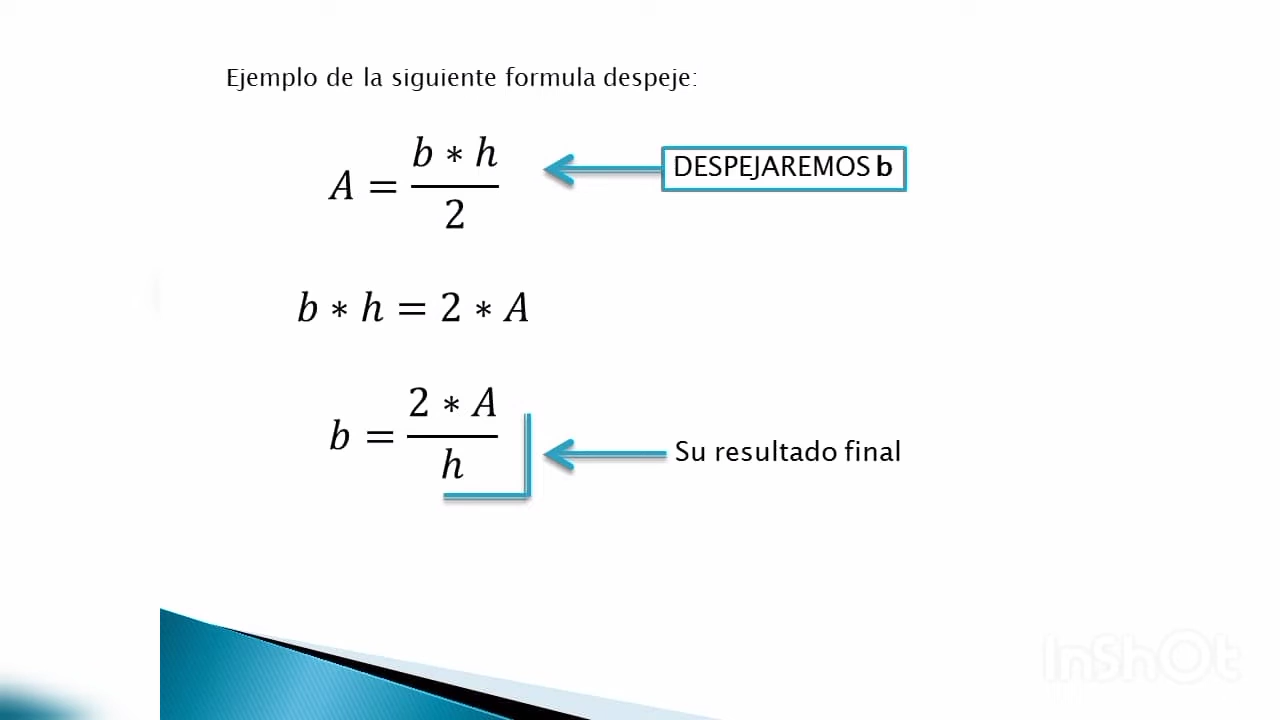 Ejemplo de la siguiente formula despeje:
A = b * h / 2
DESPEJAREMOS b
b * h = 2 * A
b = 2 * A / h
Su resultado final
InShOt